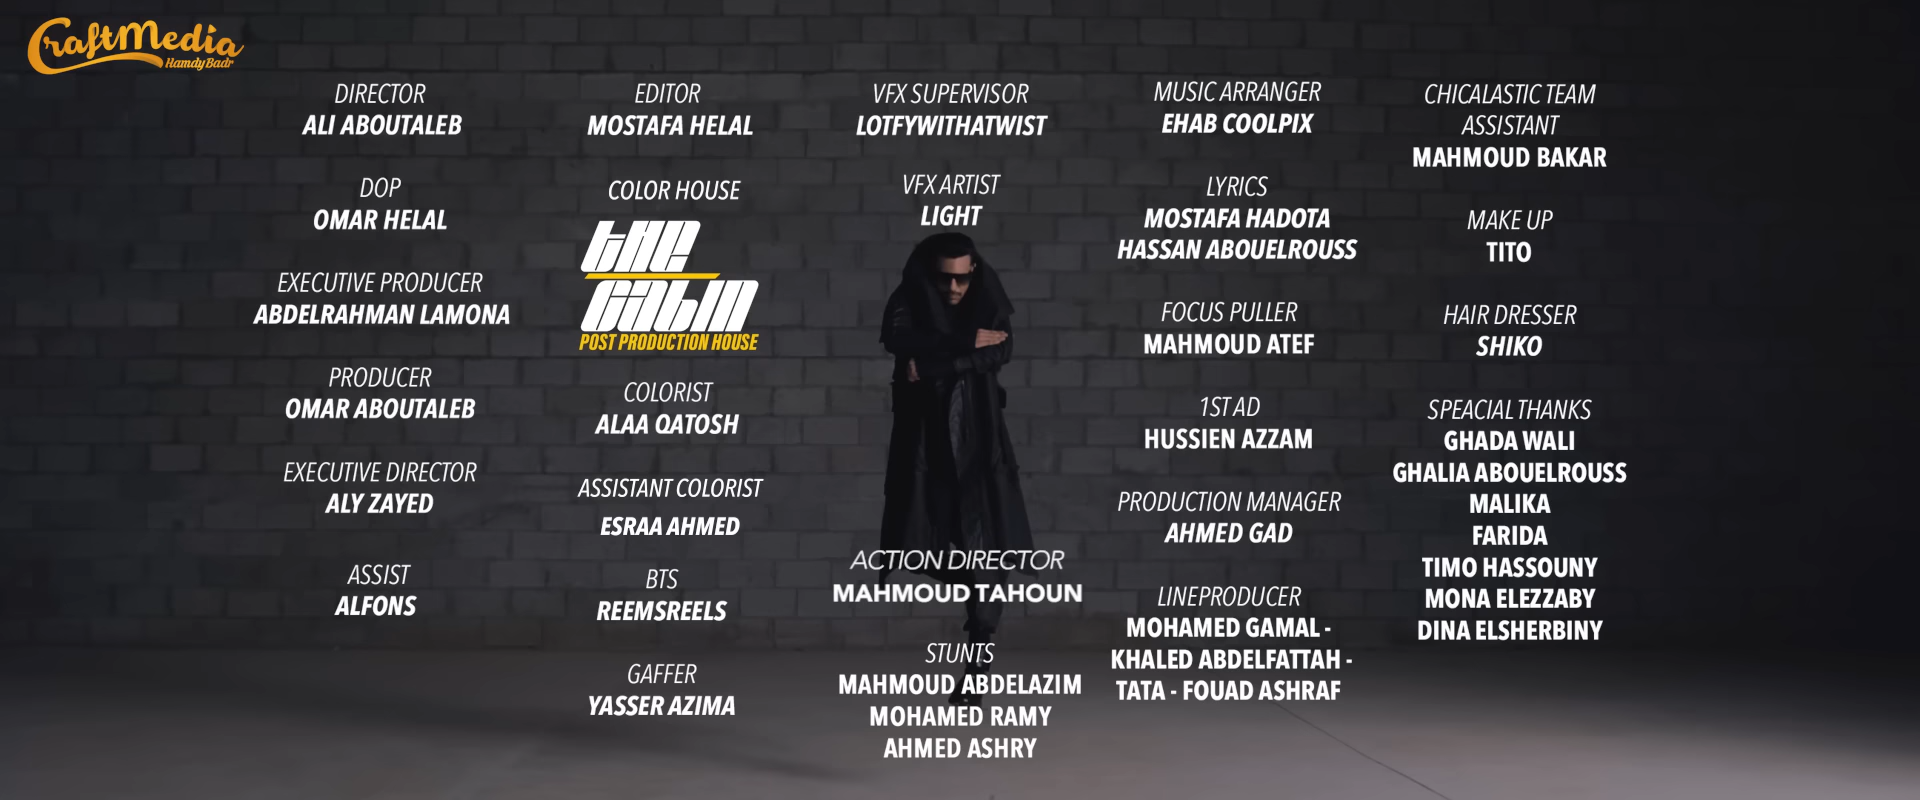 CraftMedia
HamdyBadr
DIRECTOR
ALI ABOUTALEB
DOP
OMAR HELAL
EXECUTIVE PRODUCER
ABDELRAHMAN LAMONA
PRODUCER
OMAR ABOUTALEB
EXECUTIVE DIRECTOR
ALY ZAYED
ASSIST
ALFONS
EDITOR
MOSTAFA HELAL
COLOR HOUSE
THE
CABIN
POST PRODUCTION HOUSE
COLORIST
ALAA QATOSH
ASSISTANT COLORIST
ESRAA AHMED
BTS
REEMSREELS
GAFFER
YASSER AZIMA
VFX SUPERVISOR
LOTFYWITHATWIST
VFX ARTIST
LIGHT
ACTION DIRECTOR
MAHMOUD TAHOUN
STUNTS
MAHMOUD ABDELAZIM
MOHAMED RAMY
AHMED ASHRY
MUSIC ARRANGER
EHAB COOLPIX
LYRICS
MOSTAFA HADOTA
HASSAN ABOUELROUSS
FOCUS PULLER
MAHMOUD ATEF
1ST AD
HUSSIEN AZZAM
PRODUCTION MANAGER
AHMED GAD
LINEPRODUCER
MOHAMED GAMAL -
KHALED ABDELFATTAH -
TATA - FOUAD ASHRAF
CHICALASTIC TEAM
ASSISTANT
MAHMOUD BAKAR
MAKE UP
TITO
HAIR DRESSER
SHIKO
SPEACIAL THANKS
GHADA WALI
GHALIA ABOUELROUSS
MALIKA
FARIDA
TIMO HASSOUNY
MONA ELEZZABY
DINA ELSHERBINY